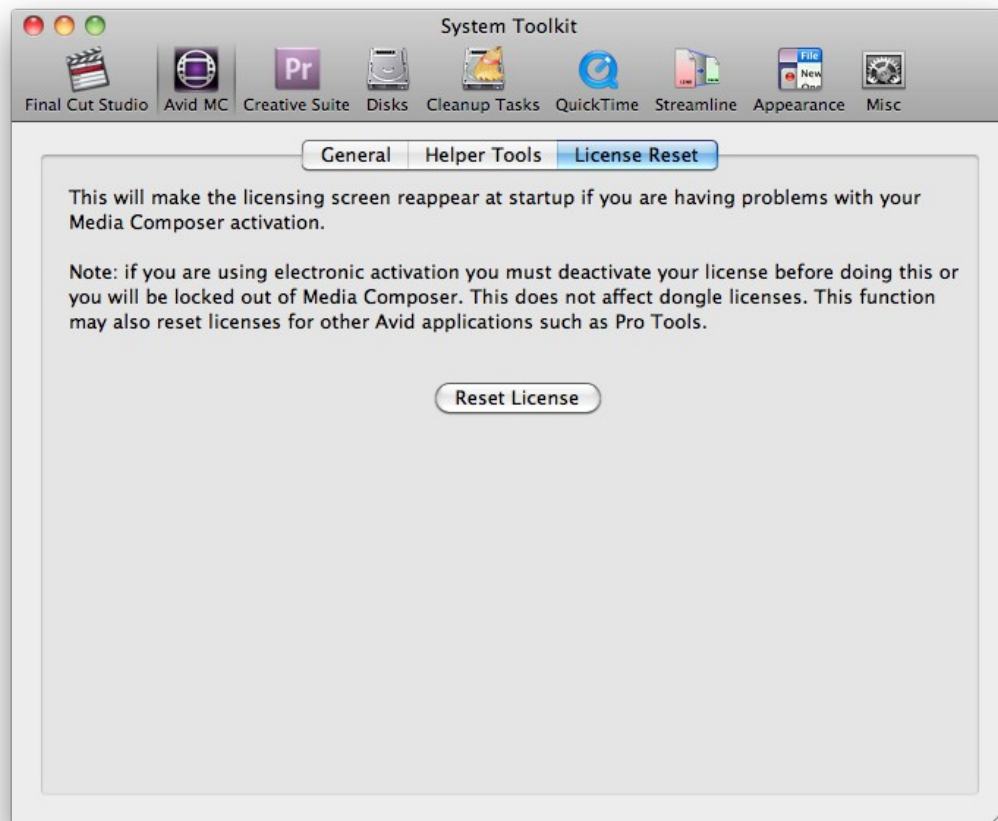 System Toolkit
Pr
File
New
Final Cut Studio Avid MC Creative Suite Disks Cleanup Tasks QuickTime Streamline Appearance Misc
General Helper Tools License Reset
This will make the licensing screen reappear at startup if you are having problems with your
Media Composer activation.
Note: if you are using electronic activation you must deactivate your license before doing this or
you will be locked out of Media Composer. This does not affect dongle licenses. This function
may also reset licenses for other Avid applications such as Pro Tools.
Reset License